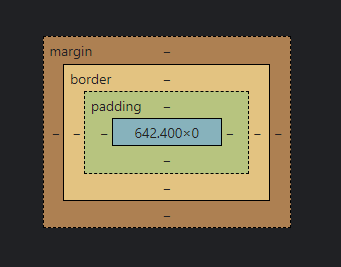 margin –
border –
padding –
– – – 642.400×0 – – –
–
–
–